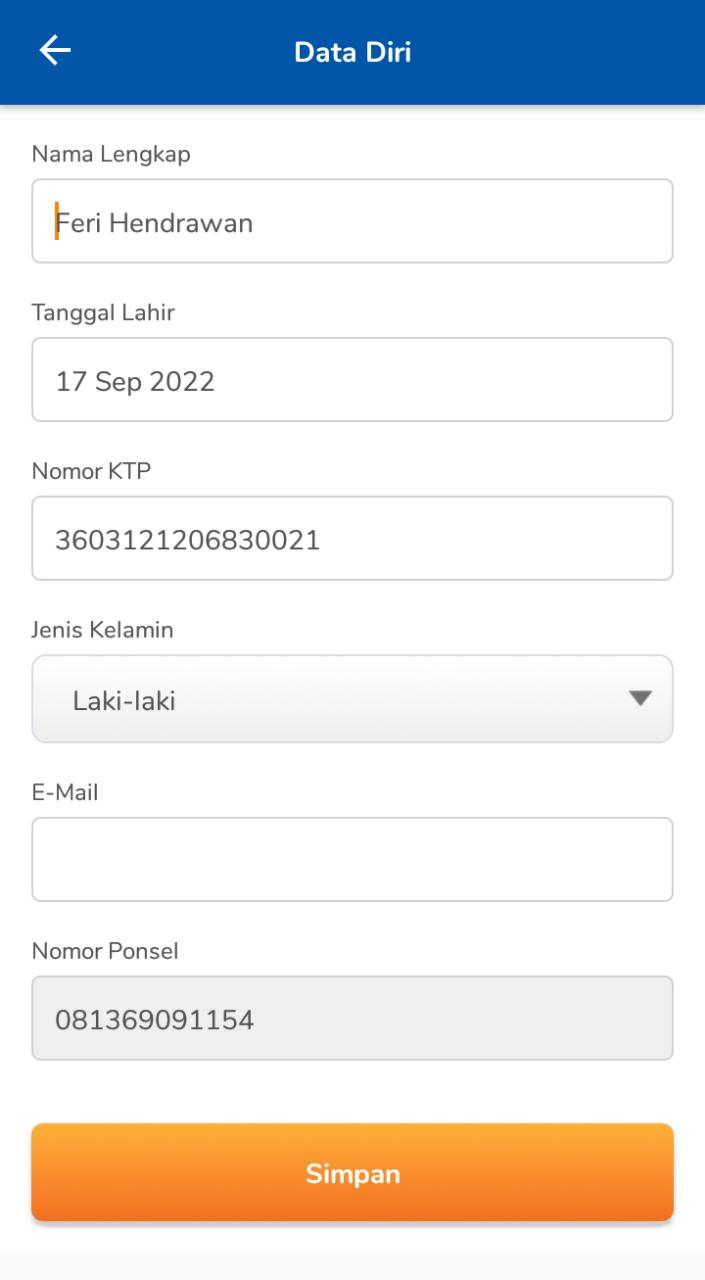 Data Diri
Nama Lengkap
Feri Hendrawan
Tanggal Lahir
17 Sep 2022
Nomor KTP
3603121206830021
Jenis Kelamin
Laki-laki
E-Mail
Nomor Ponsel
081369091154
Simpan